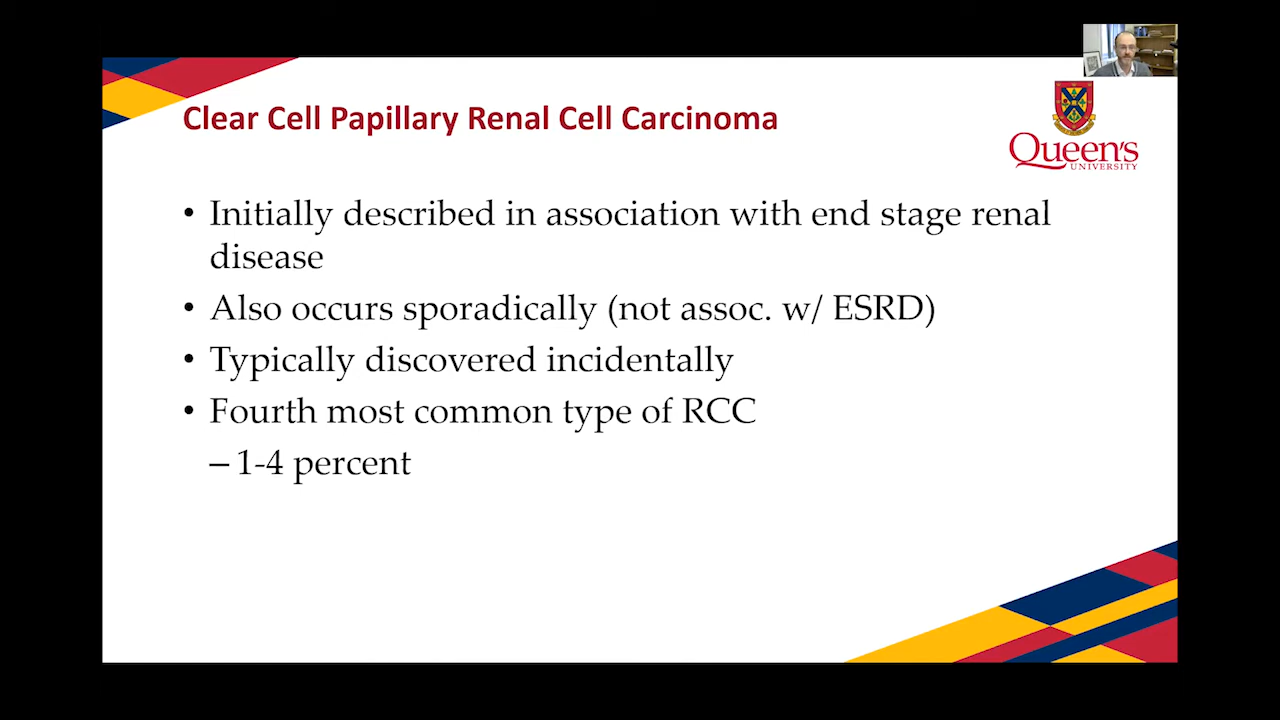 Clear Cell Papillary Renal Cell Carcinoma
Queen's
UNIVERSITY
• Initially described in association with end stage renal
disease
• Also occurs sporadically (not assoc. w/ ESRD)
• Typically discovered incidentally
• Fourth most common type of RCC
– 1-4 percent